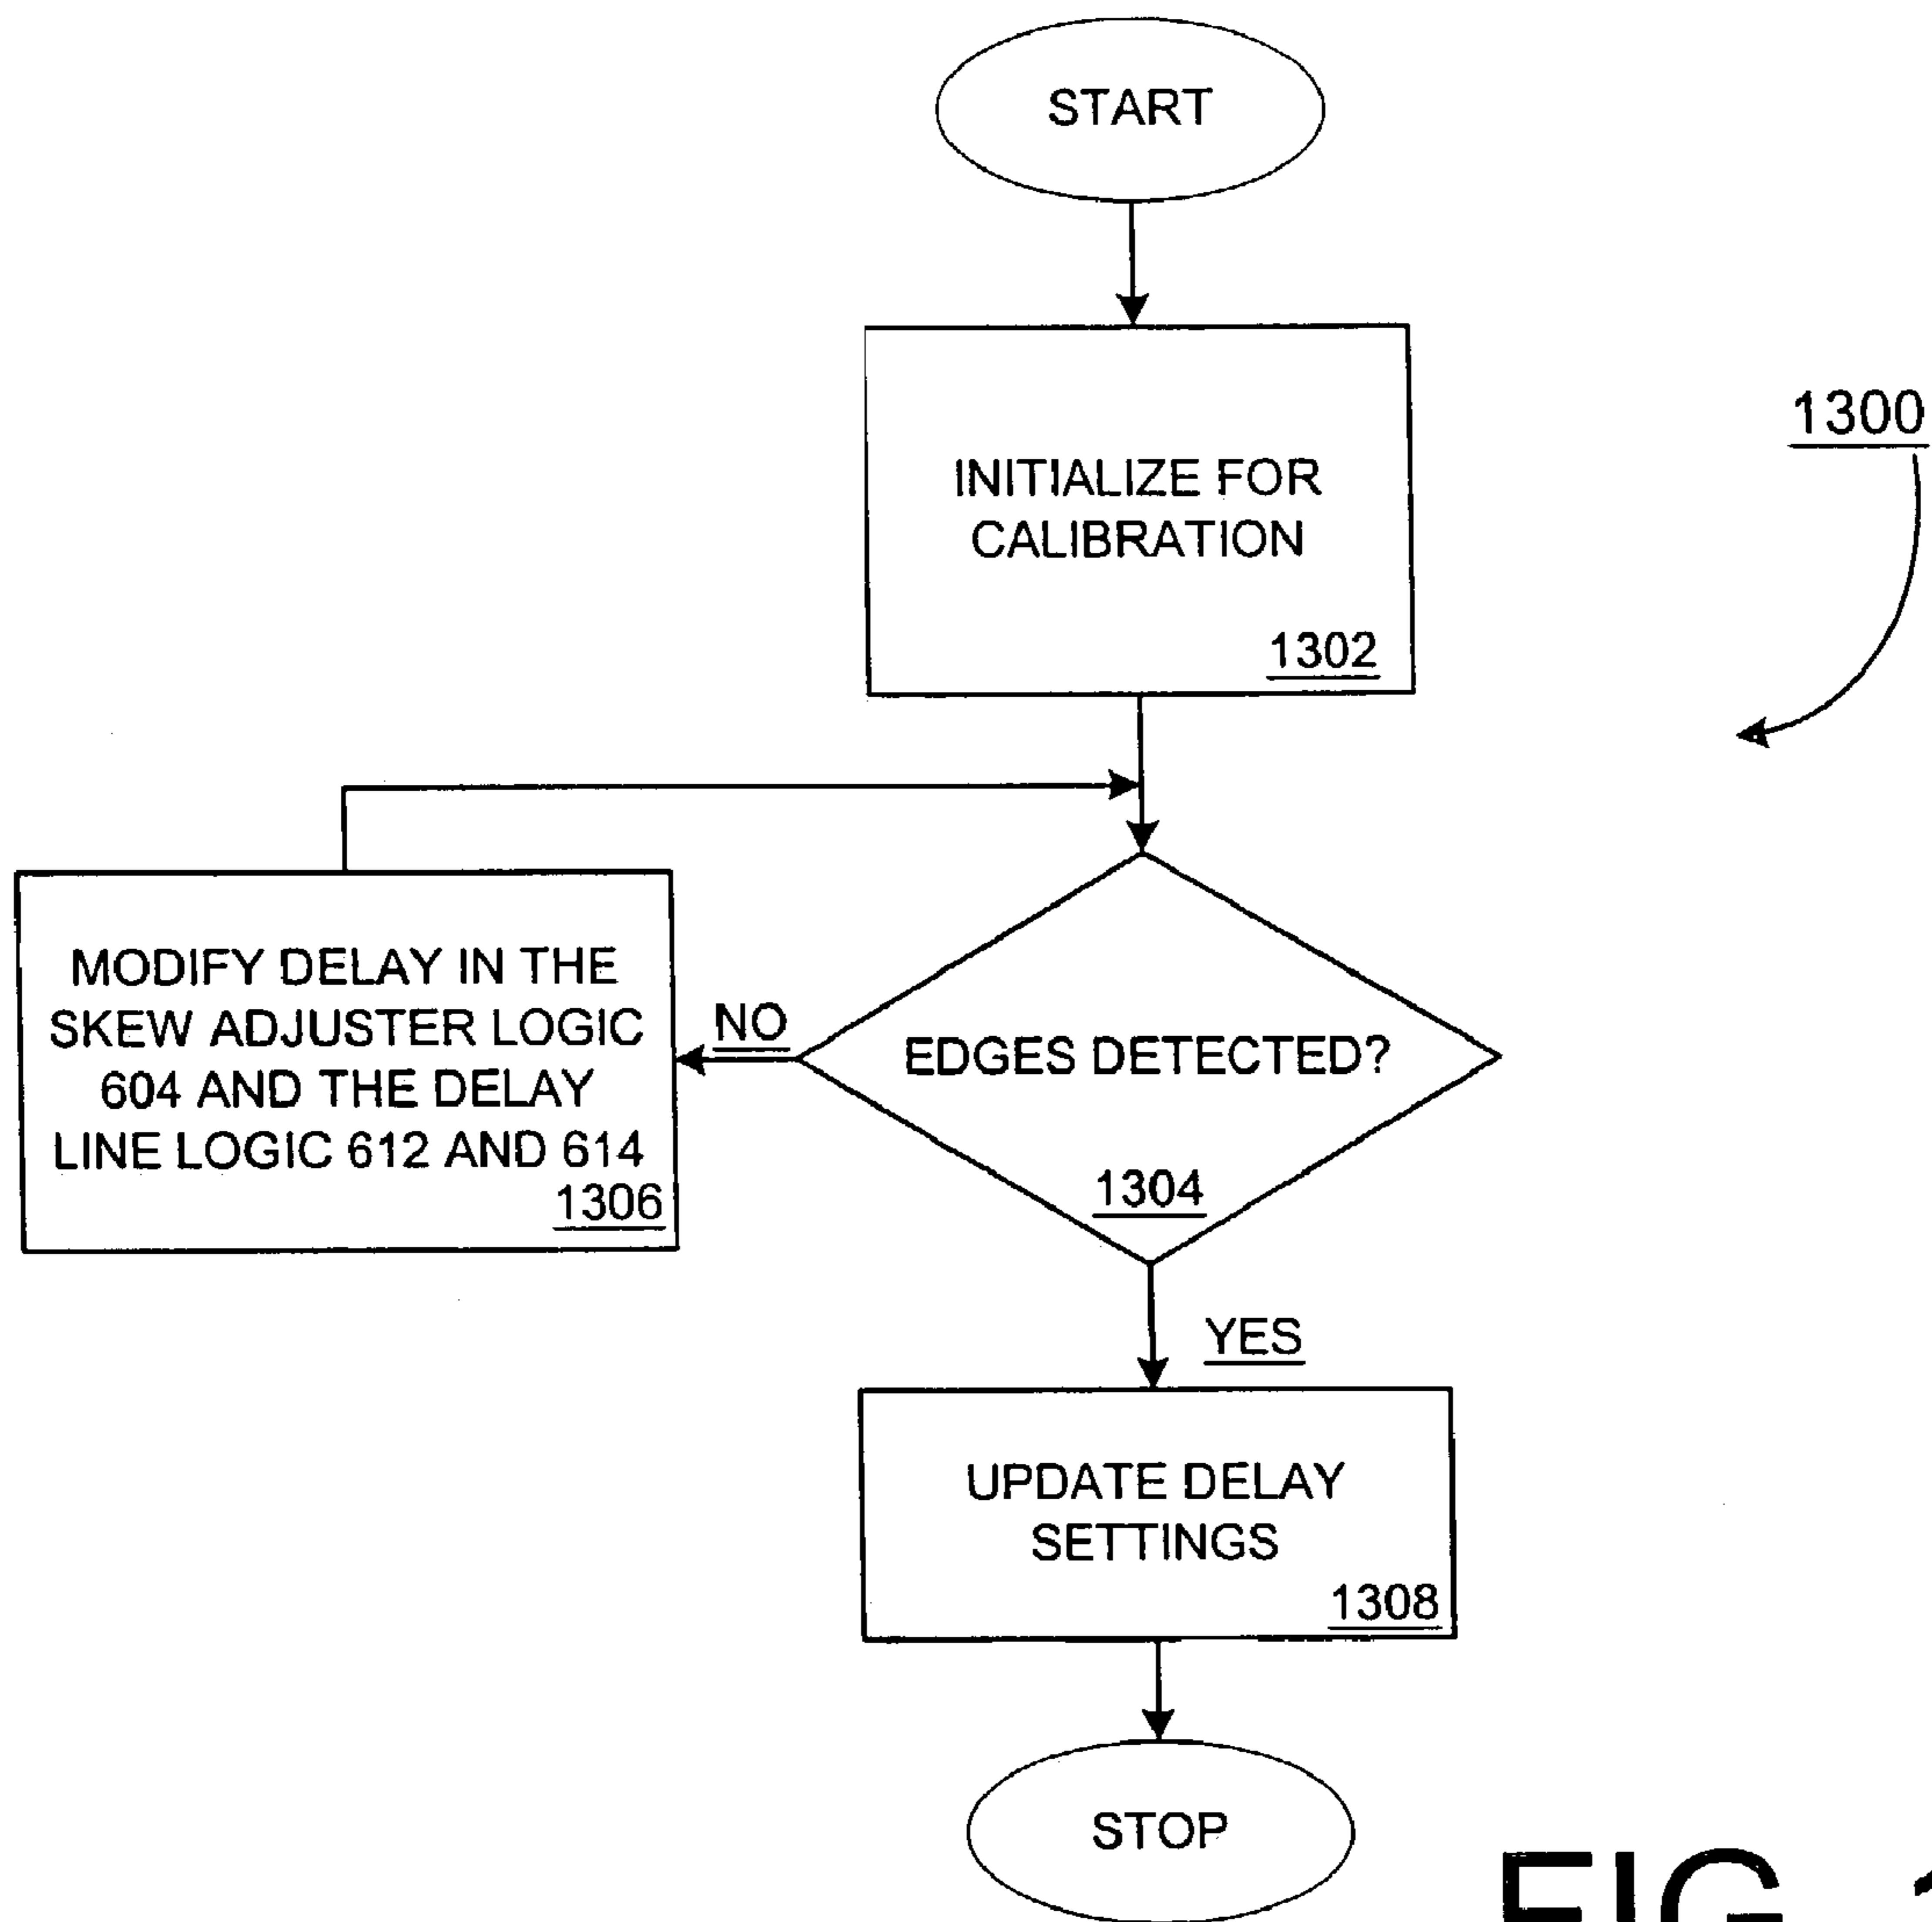 START
1300
INITIALIZE FOR
CALIBRATION
1302
MODIFY DELAY IN THE
SKEW ADJUSTER LOGIC
604 AND THE DELAY
LINE LOGIC 612 AND 614
1306
NO
EDGES DETECTED?
1304
YES
UPDATE DELAY
SETTINGS
1308
STOP
FIG.